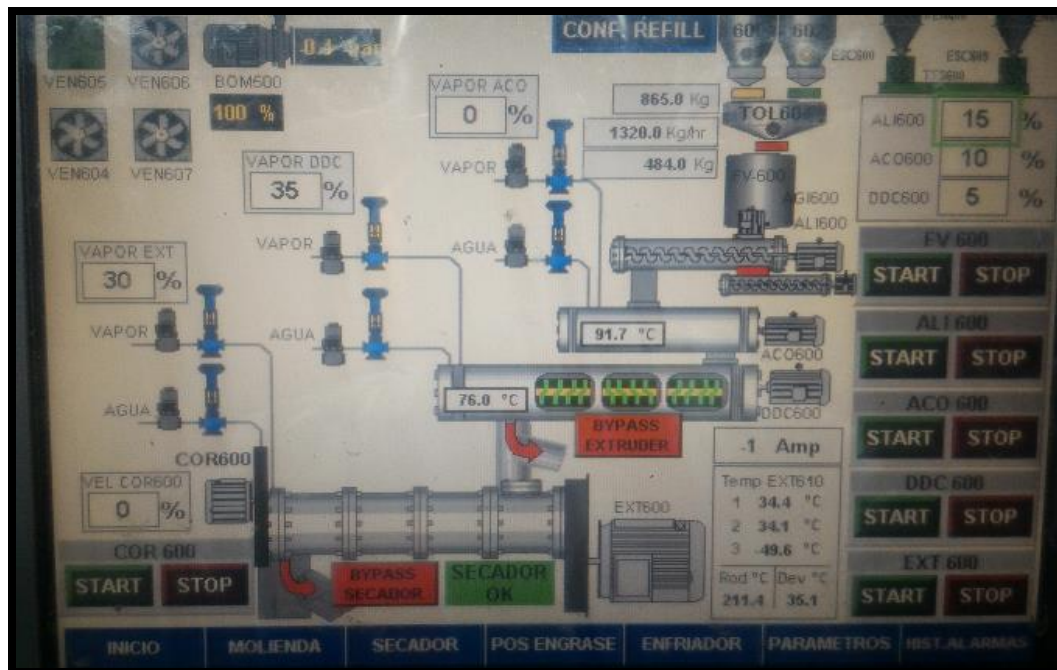 CONF. REFILL
VEN605
VEN606
BOM600
100 %
VEN604
VEN607
VAPOR ACO
0 %
VAPOR
AGUA
865.0 Kg
1320.0 Kg/hr
484.0 Kg
FV-600
AGI600
ALI600
ALI600 15 %
ACO600 10 %
DDC600 5 %
VAPOR DDC
35 %
VAPOR
AGUA
VAPOR EXT
30 %
VAPOR
AGUA
91.7 °C
ACO600
76.0 °C
DDC600
BYPASS
EXTRUDER
FV 600
START STOP
ALI 600
START STOP
ACO 600
START STOP
DDC 600
START STOP
EXT 600
START STOP
COR600
VEL COR600
0 %
COR 600
START STOP
BYPASS
SECADOR
SECADOR
OK
EXT600
-1 Amp
Temp EXT610
1 34.4 °C
2 34.1 °C
3 -49.6 °C
Rod °C Dev °C
211.4 35.1
INICIO MOLIENDA SECADOR POS ENGRASE ENFRIADOR PARAMETROS HIST.ALARMAS